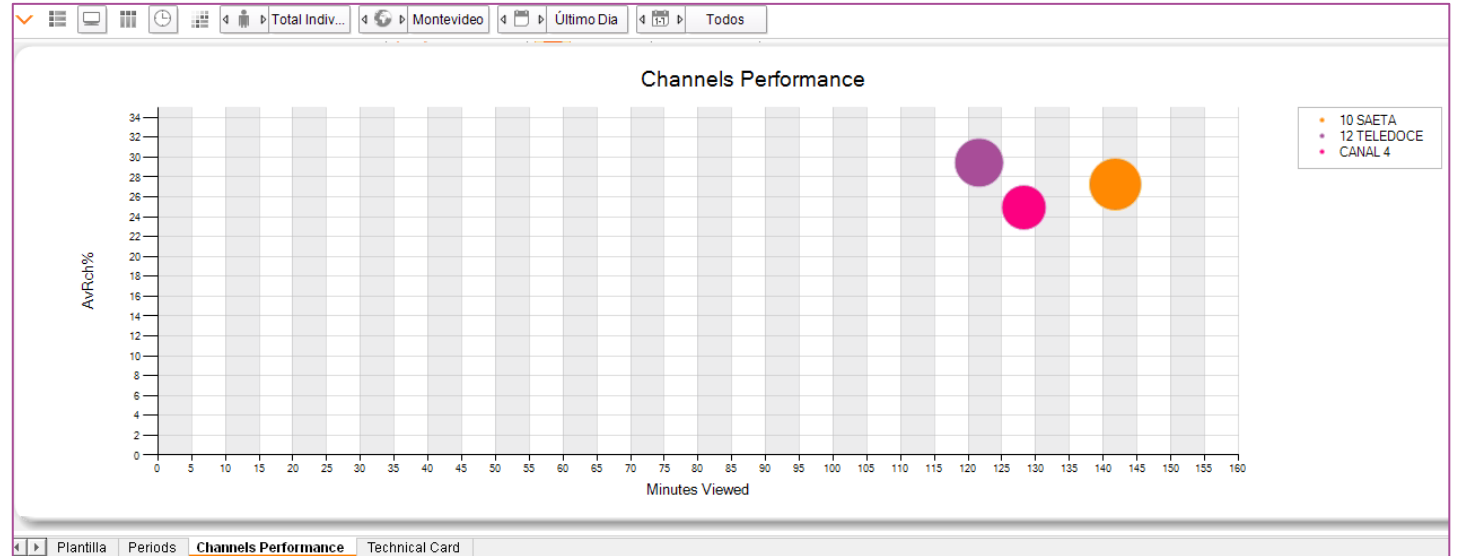 Total Indiv... Montevideo Último Dia 1-1 Todos
Channels Performance
10 SAETA
12 TELEDOCE
CANAL 4
AvRch%
34
32
30
28
26
24
22
20
18
16
14
12
10
8
6
4
2
0
0 5 10 15 20 25 30 35 40 45 50 55 60 65 70 75 80 85 90 95 100 105 110 115 120 125 130 135 140 145 150 155 160
Minutes Viewed
Plantilla Periods Channels Performance Technical Card